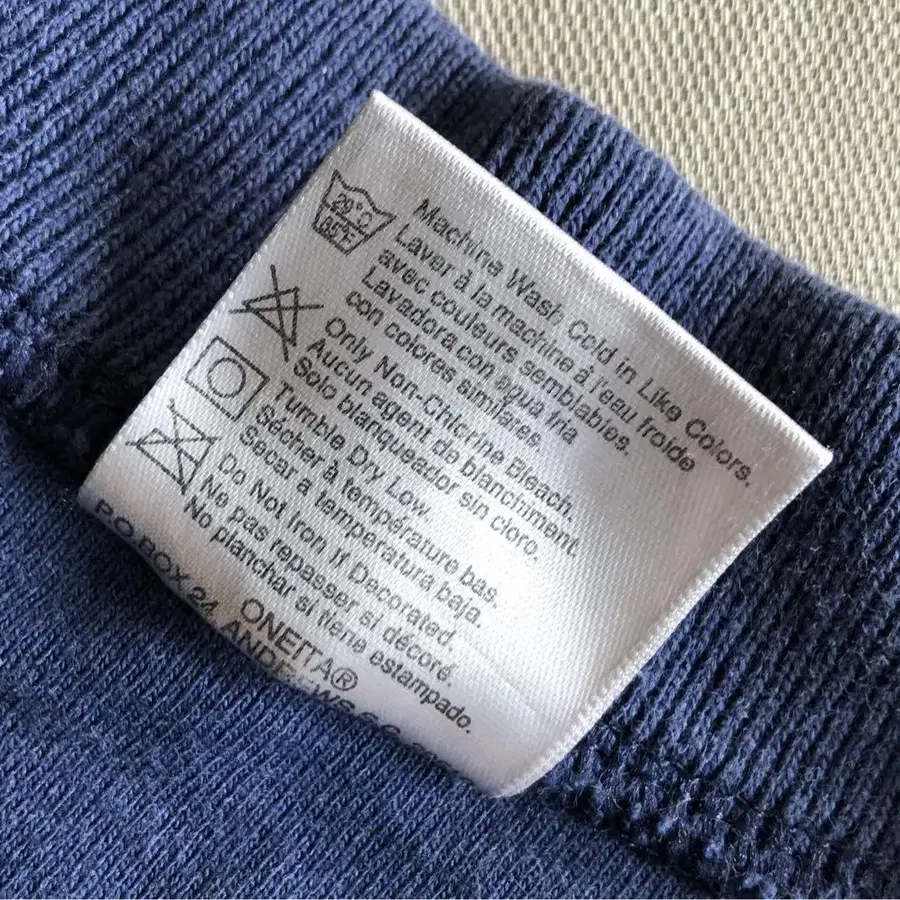 Machine Wash Cold in Like Colors.
Laver à la machine à l'eau froide
avec couleurs semblables.
Lavadora con agua fria
con colores similares.
Only Non-Chlorine Bleach.
Aucun agent de blanchiment.
Solo blanqueador sin cloro.
Tumble Dry Low.
Sécher à température bas.
Secar a temperatura baja.
Do Not Iron if Decorated.
Ne pas repasser si décoré.
No planchar si tiene estampado.
ONEITA®
P.O. BOX 24, ANDREWS S.C.